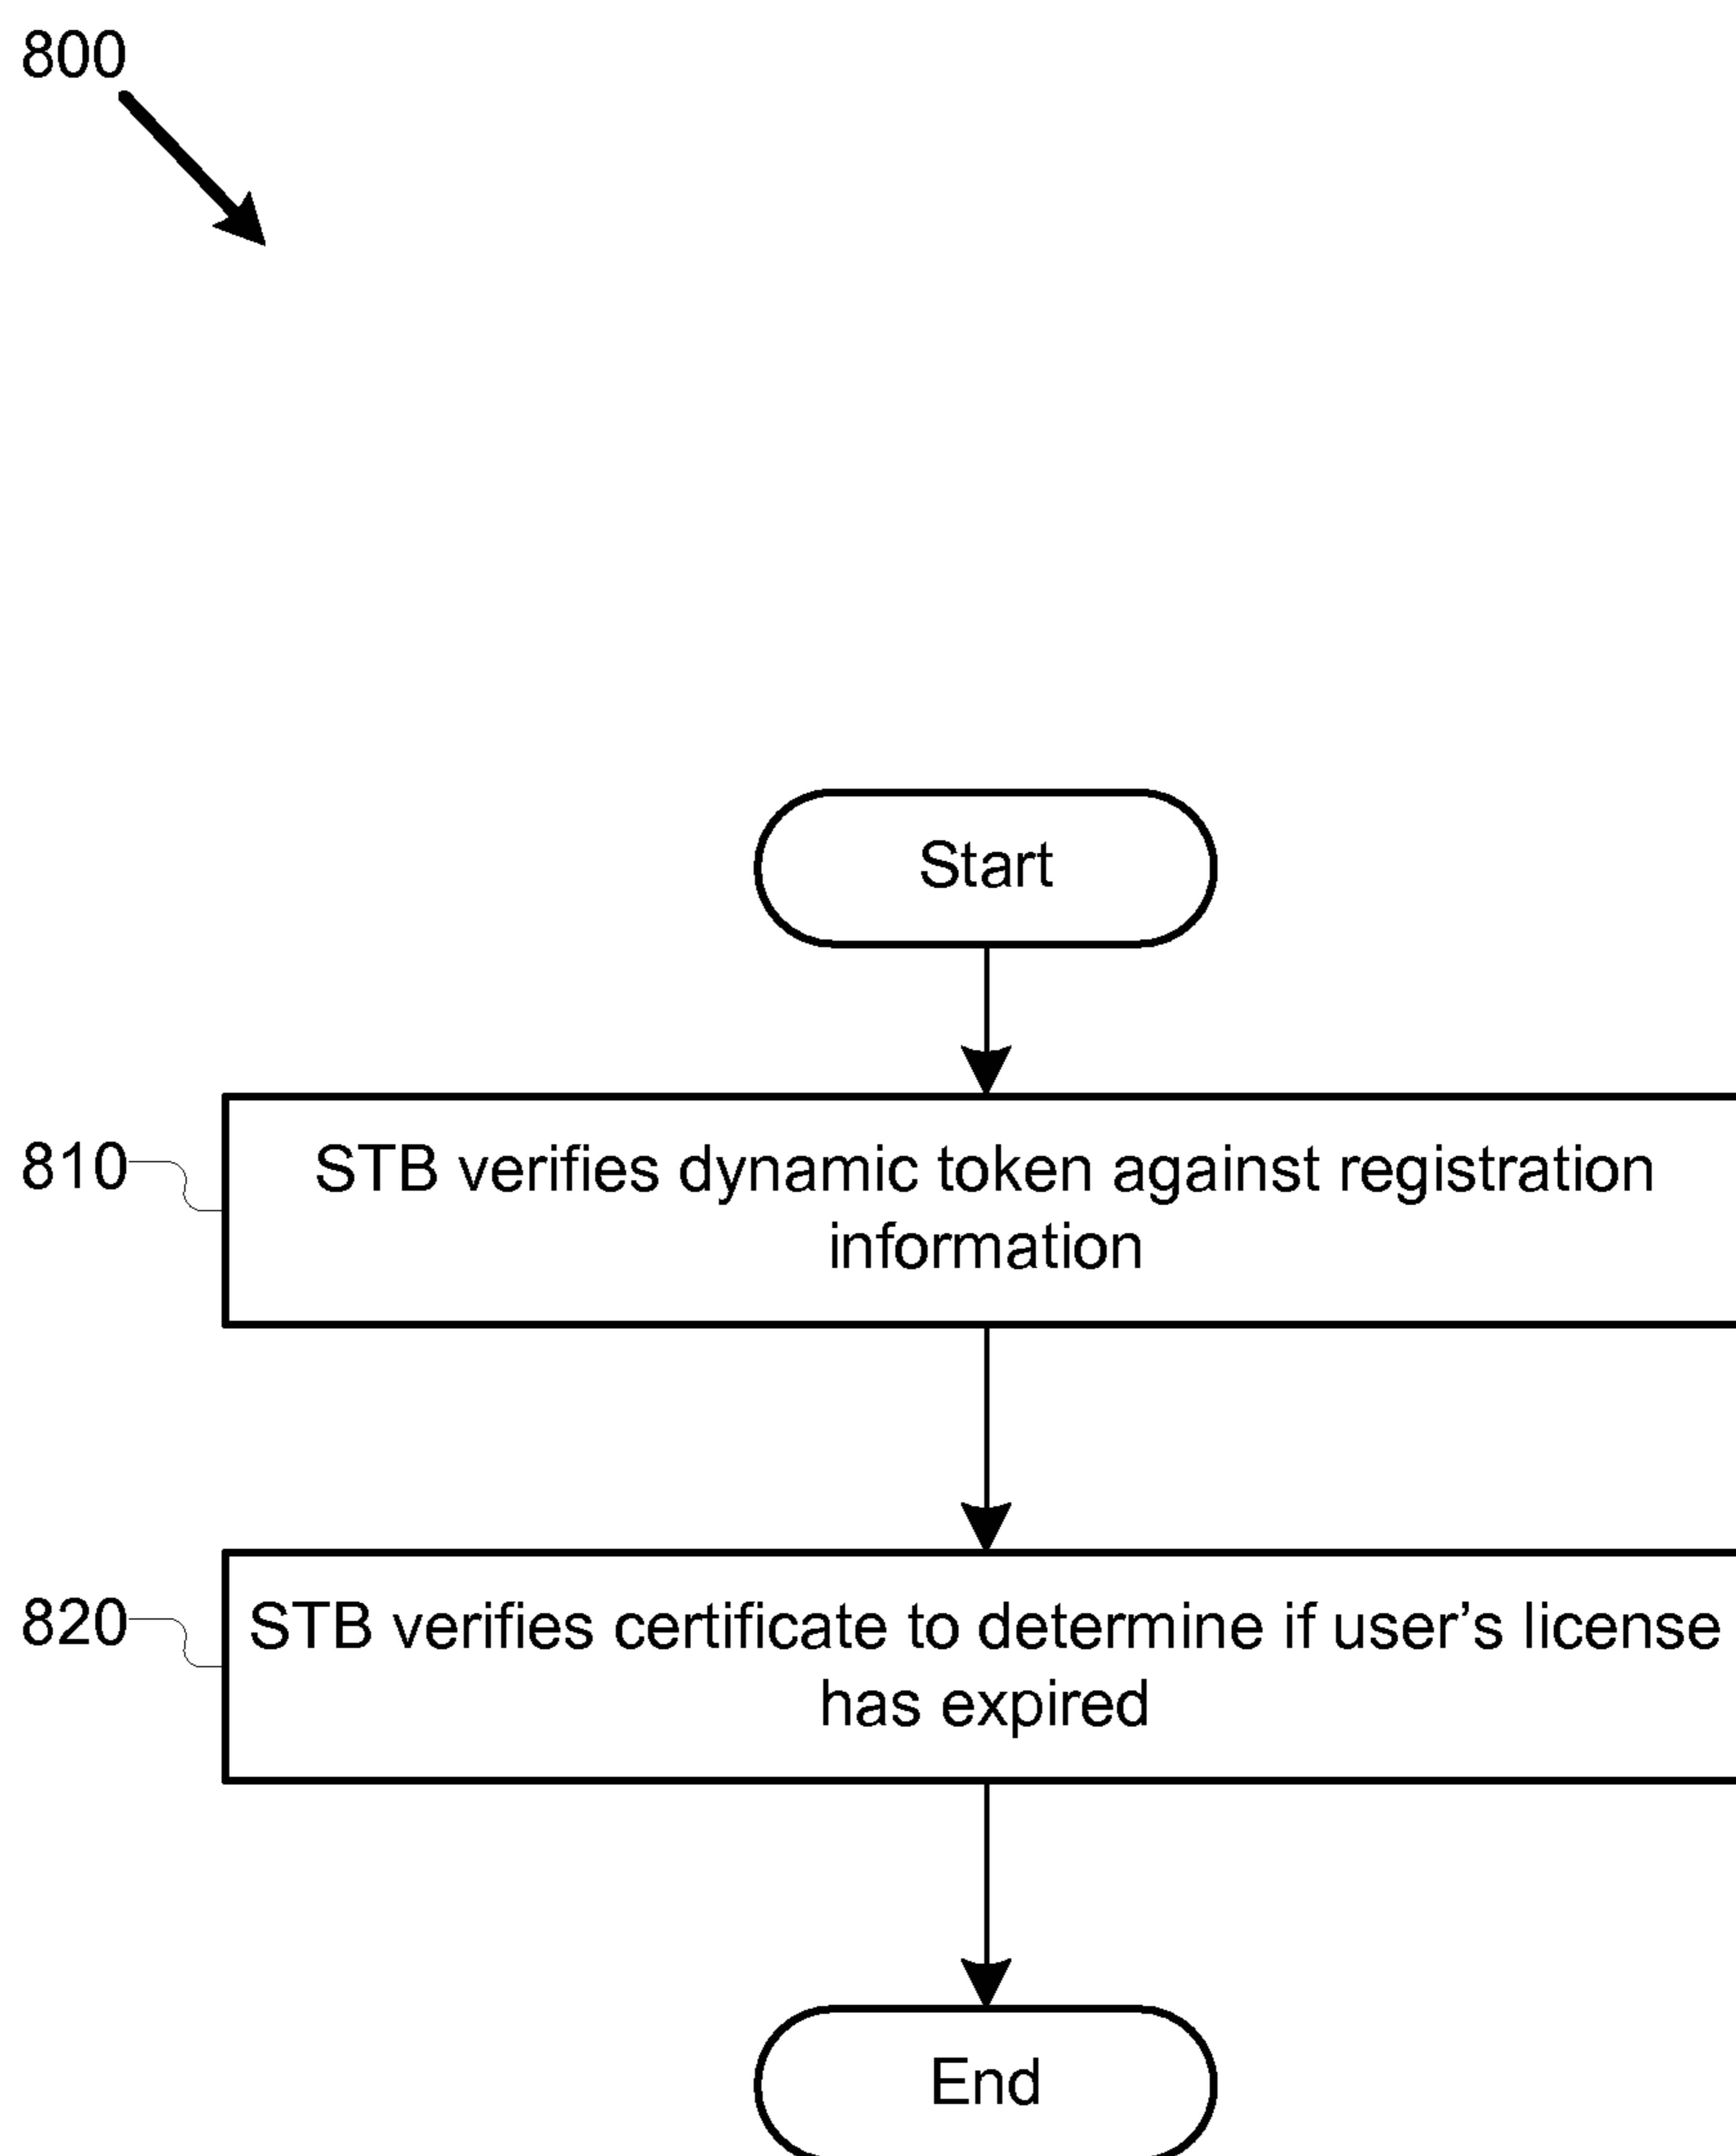 800
Start
810
STB verifies dynamic token against registration
information
820
STB verifies certificate to determine if user’s license
has expired
End